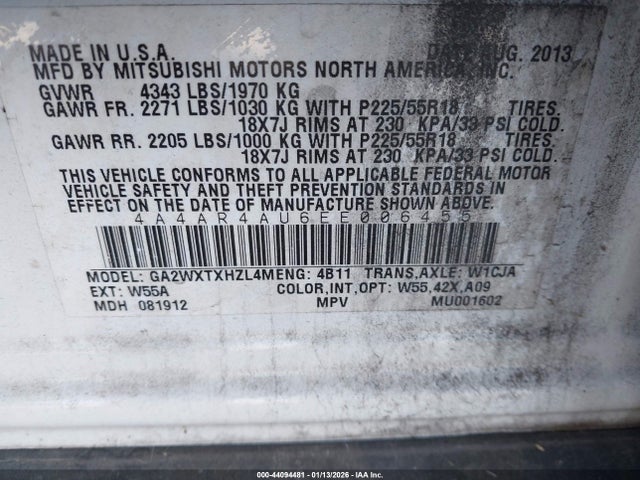 MADE IN U.S.A. DATE AUG. 2013
MFD BY MITSUBISHI MOTORS NORTH AMERICA, INC.
GVWR 4343 LBS/1970 KG
GAWR FR. 2271 LBS/1030 KG WITH P225/55R18 TIRES,
18X7J RIMS AT 230 KPA/33 PSI COLD.
GAWR RR. 2205 LBS/1000 KG WITH P225/55R18 TIRES,
18X7J RIMS AT 230 KPA/33 PSI COLD.
THIS VEHICLE CONFORMS TO ALL APPLICABLE FEDERAL MOTOR
VEHICLE SAFETY AND THEFT PREVENTION STANDARDS IN
EFFECT ON THE DATE OF MANUFACTURE SHOWN ABOVE.
4A4AR4AU6EE006455
MODEL: GA2WXTXHZL4M ENG: 4B11 TRANS,AXLE: W1CJA
EXT: W55A COLOR,INT,OPT: W55,42X,A09
MDH 081912 MPV MU001602
000-44094481 - 01/13/2026 - IAA Inc.